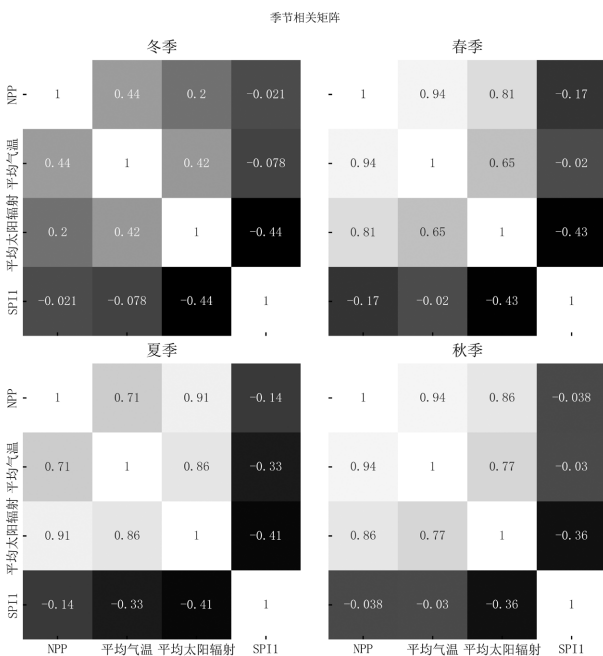 季节相关矩阵
冬季
春季
NPP 1 0.44 0.2 -0.021
1 0.94 0.81 -0.17
平均气温 0.44 1 0.42 -0.078
0.94 1 0.65 -0.02
平均太阳辐射 0.2 0.42 1 -0.44
0.81 0.65 1 -0.43
SPI1 -0.021 -0.078 -0.44 1
-0.17 -0.02 -0.43 1
夏季
秋季
NPP 1 0.71 0.91 -0.14
1 0.94 0.86 -0.038
平均气温 0.71 1 0.86 -0.33
0.94 1 0.77 -0.03
平均太阳辐射 0.91 0.86 1 -0.41
0.86 0.77 1 -0.36
SPI1 -0.14 -0.33 -0.41 1
-0.038 -0.03 -0.36 1
NPP 平均气温 平均太阳辐射 SPI1
NPP 平均气温 平均太阳辐射 SPI1